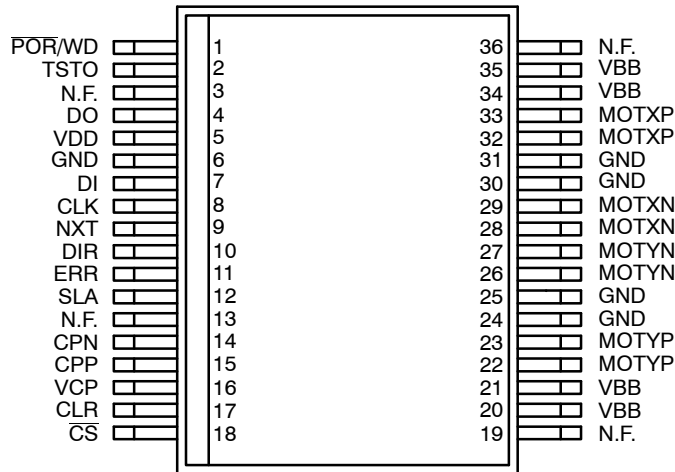 POR/WD 1 36 N.F.
TSTO 2 35 VBB
N.F. 3 34 VBB
DO 4 33 MOTXP
VDD 5 32 MOTXP
GND 6 31 GND
DI 7 30 GND
CLK 8 29 MOTXN
NXT 9 28 MOTXN
DIR 10 27 MOTYN
ERR 11 26 MOTYN
SLA 12 25 GND
N.F. 13 24 GND
CPN 14 23 MOTYP
CPP 15 22 MOTYP
VCP 16 21 VBB
CLR 17 20 VBB
CS 18 19 N.F.